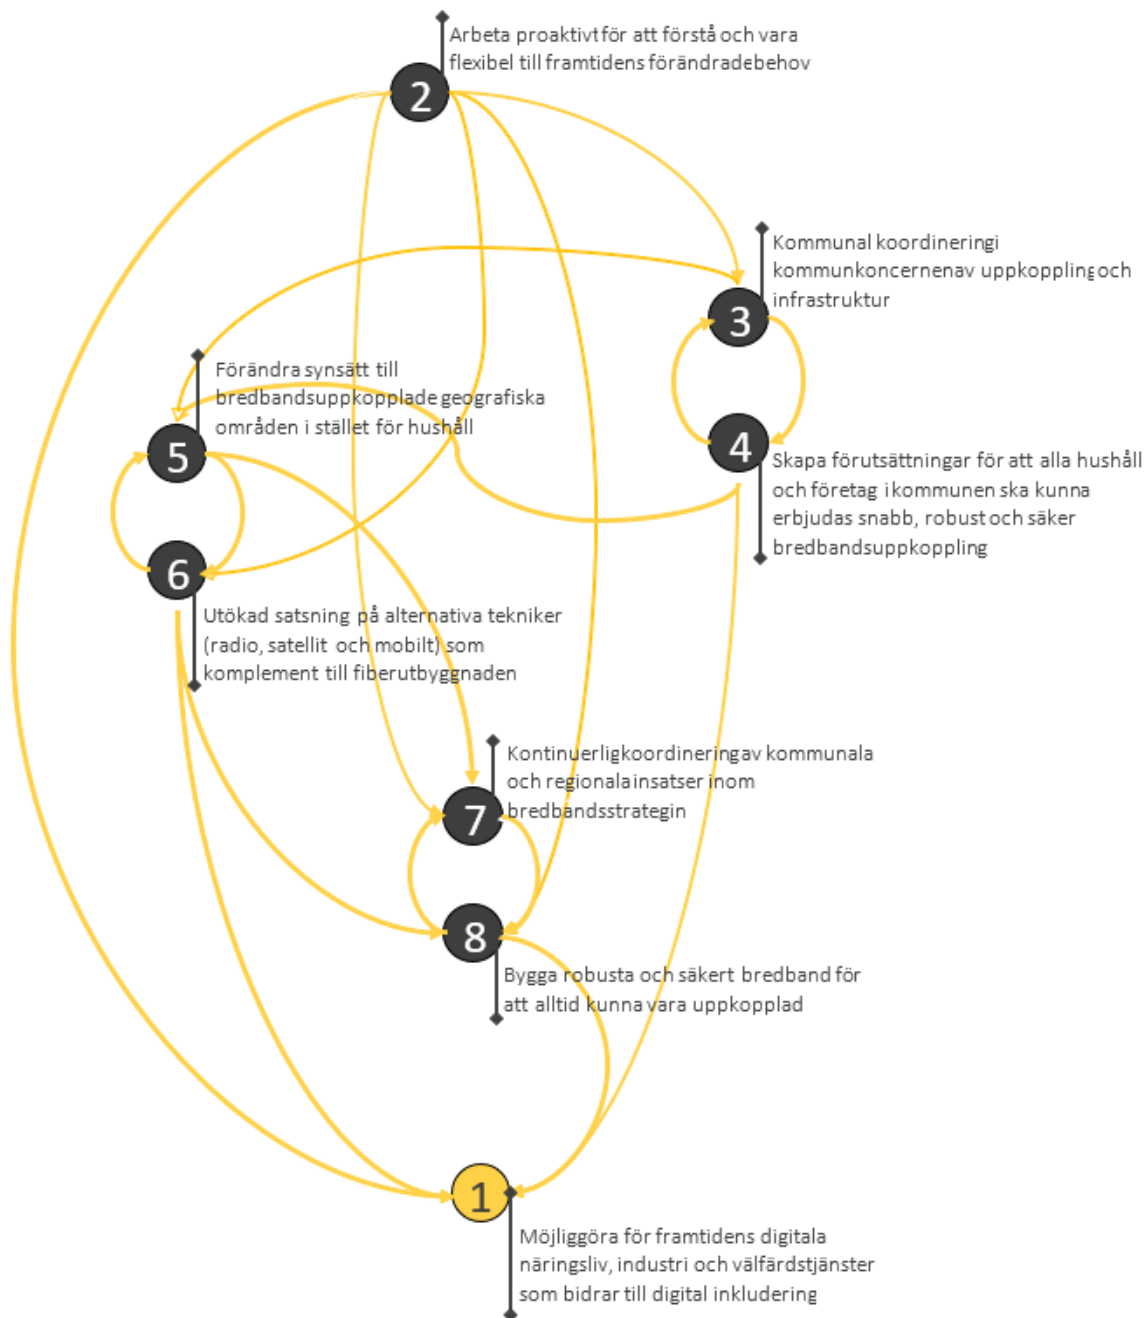 2
Arbeta proaktivt för att förstå och vara
flexibel till framtidens förändradebehov
3
Kommunal koordineringi
kommunkoncernenav uppkoppling och
infrastruktur
4
Skapa förutsättningar för att alla hushåll
och företag i kommunen ska kunna
erbjudas snabb, robust och säker
bredbandsuppkoppling
5
Förändra synsätt till
bredbandsuppkopplade geografiska
områden i stället för hushåll
6
Utökad satsning på alternativa tekniker
(radio, satellit och mobilt) som
komplement till fiberutbyggnaden
7
Kontinuerligkoordineringav kommunala
och regionalainsatser inom
bredbandsstrategin
8
Bygga robusta och säkert bredband för
att alltid kunna vara uppkopplad
1
Möjliggöra för framtidens digitala
näringsliv, industri och välfärdstjänster
som bidrar till digital inkludering